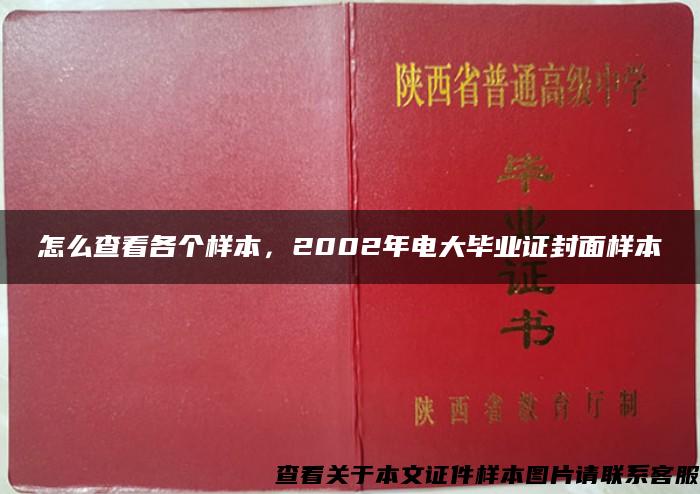 陕西省普通高级中学
毕
业
证
书
怎么查看各个样本，2002年电大毕业证封面样本
陕西省教育厅制
查看关于本文证件样本图片请联系客服